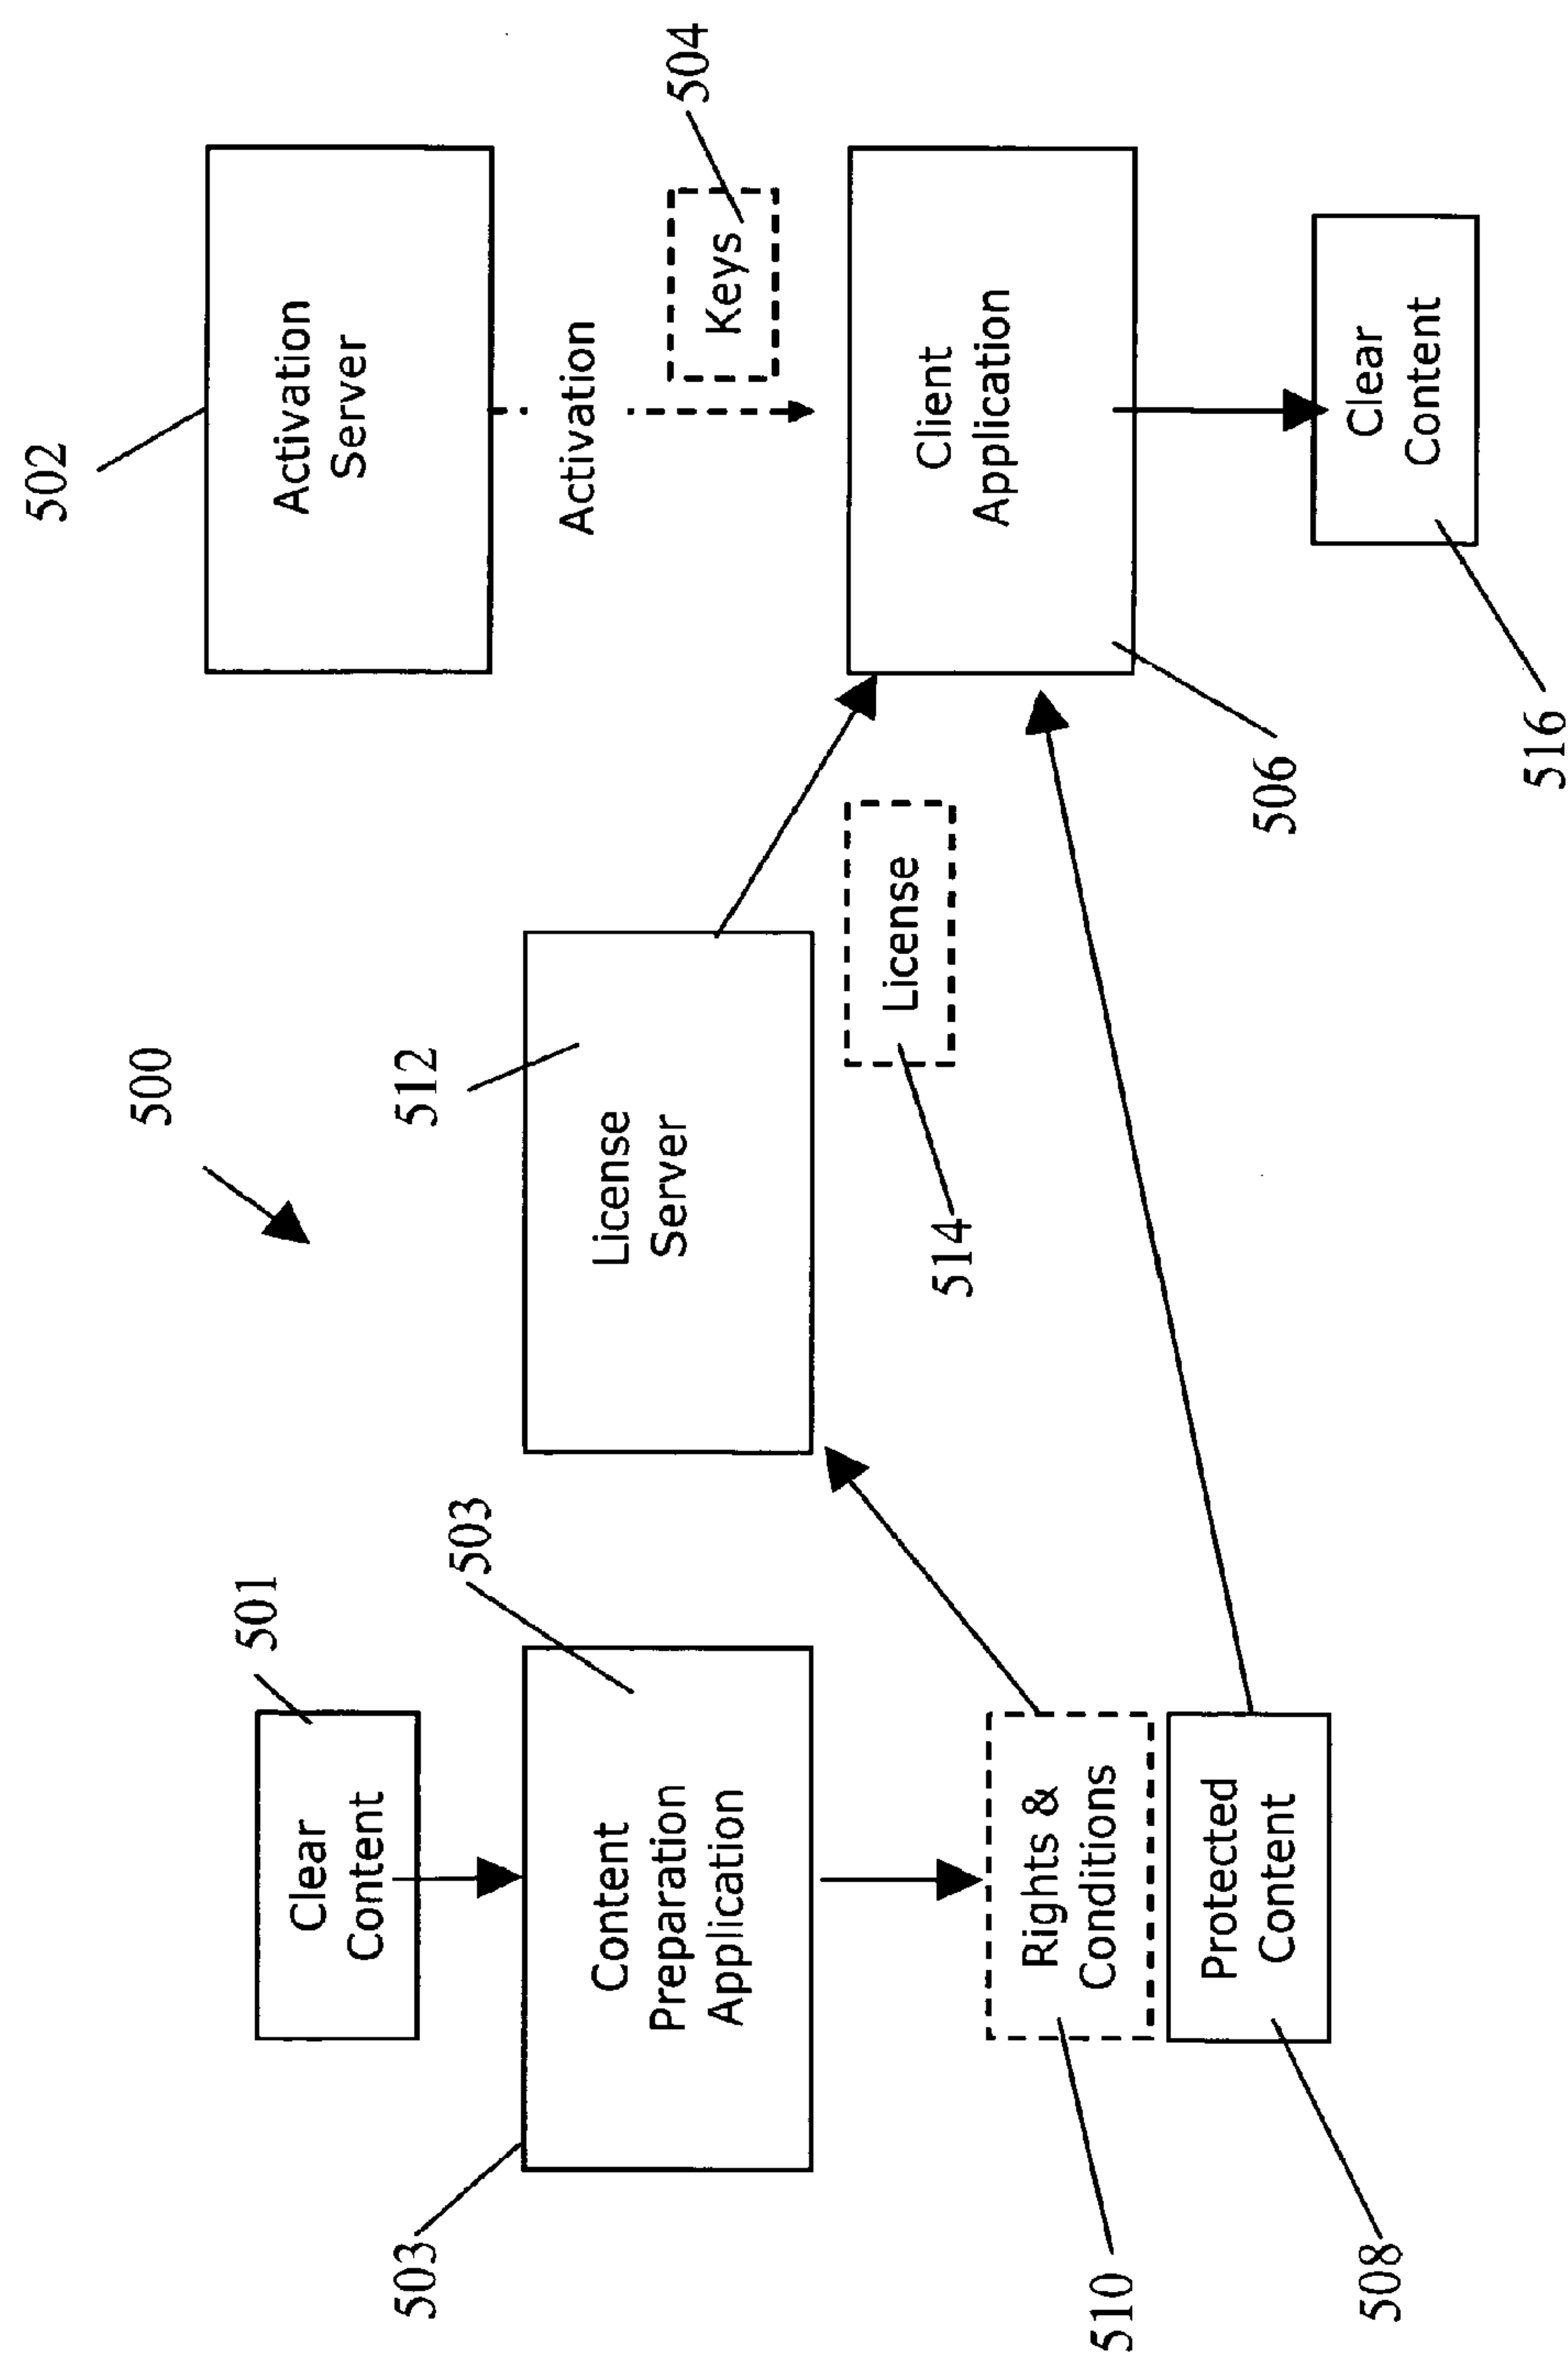 500
501
Clear
Content
503
503
Content
Preparation
Application
510
Rights &
Conditions
508
Protected
Content
512
License
Server
514
License
502
Activation
Server
Activation
504
Keys
506
Client
Application
516
Clear
Content